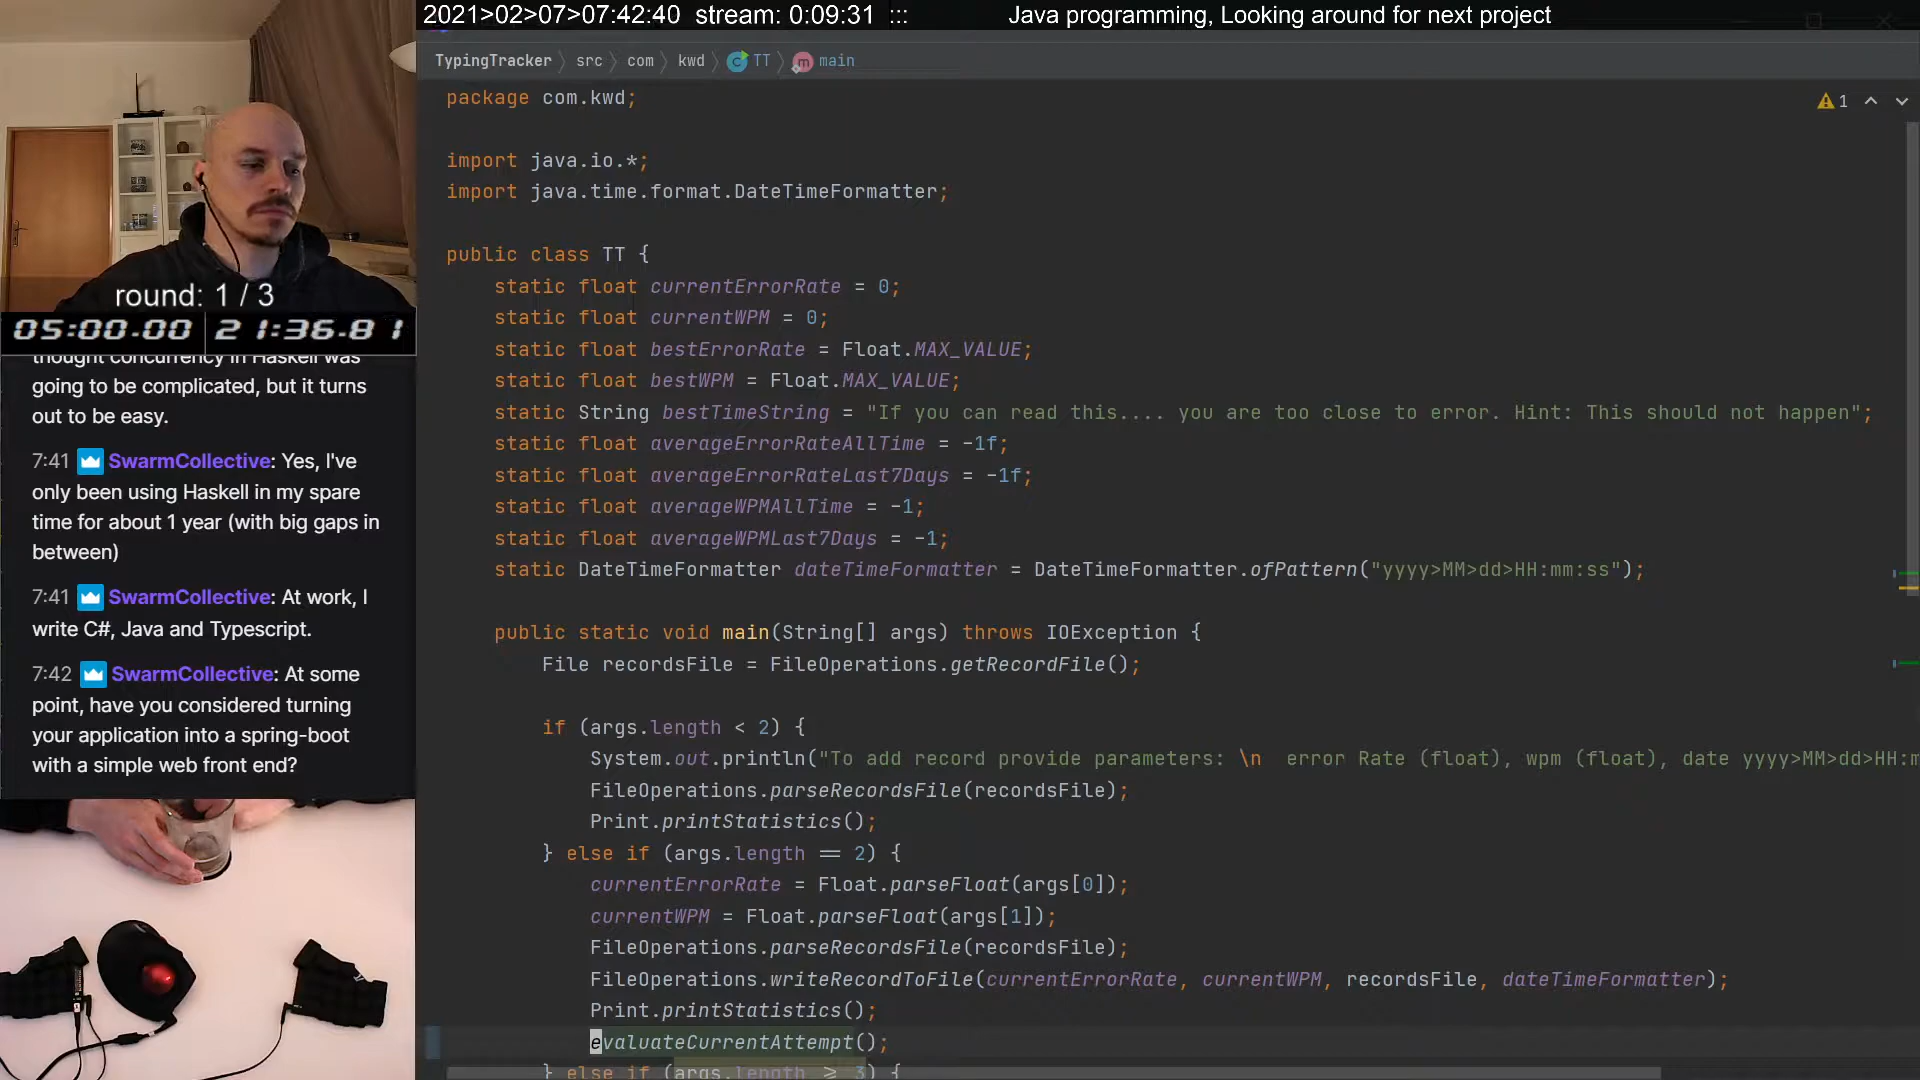 2021>02>07>07:42:40 stream: 0:09:31 ::: Java programming, Looking around for next project
TypingTracker src com kwd TT main
package com.kwd;
1
import java.io.*;
import java.time.format.DateTimeFormatter;
public class TT {
static float currentErrorRate = 0;
static float currentWPM = 0;
static float bestErrorRate = Float.MAX_VALUE;
static float bestWPM = Float.MAX_VALUE;
static String bestTimeString = "If you can read this.... you are too close to error. Hint: This should not happen";
static float averageErrorRateAllTime = -1f;
static float averageErrorRateLast7Days = -1f;
static float averageWPMAllTime = -1;
static float averageWPMLast7Days = -1;
static DateTimeFormatter dateTimeFormatter = DateTimeFormatter.ofPattern("yyyy>MM>dd>HH:mm:ss");
public static void main(String[] args) throws IOException {
File recordsFile = FileOperations.getRecordFile();
if (args.length < 2) {
System.out.println("To add record provide parameters: \n  error Rate (float), wpm (float), date yyyy>MM>dd>HH:m
FileOperations.parseRecordsFile(recordsFile);
Print.printStatistics();
} else if (args.length == 2) {
currentErrorRate = Float.parseFloat(args[0]);
currentWPM = Float.parseFloat(args[1]);
FileOperations.parseRecordsFile(recordsFile);
FileOperations.writeRecordToFile(currentErrorRate, currentWPM, recordsFile, dateTimeFormatter);
Print.printStatistics();
evaluateCurrentAttempt();
} else if (args.length ≥ 3) {
round: 1 / 3
05:00.00 21:36.81
thought concurrency in Haskell was
going to be complicated, but it turns
out to be easy.
7:41 SwarmCollective: Yes, I've
only been using Haskell in my spare
time for about 1 year (with big gaps in
between)
7:41 SwarmCollective: At work, I
write C#, Java and Typescript.
7:42 SwarmCollective: At some
point, have you considered turning
your application into a spring-boot
with a simple web front end?